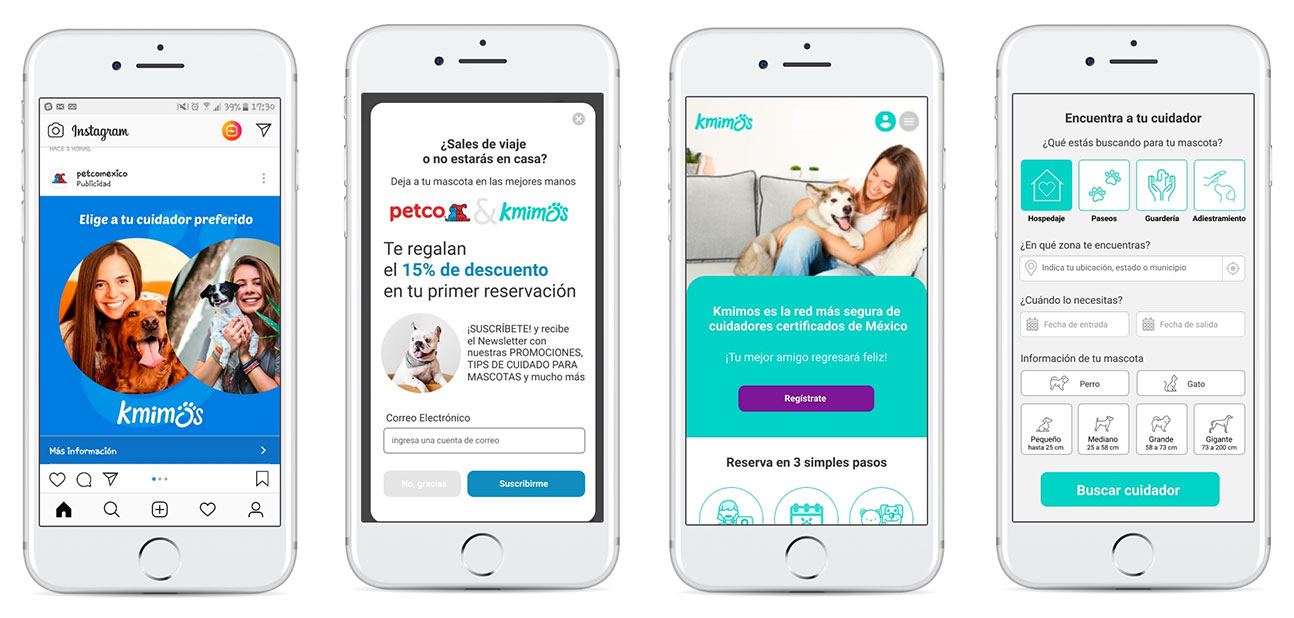 39% 17:30
Instagram
HACE 3 HORAS
petcomexico
Publicidad
Elige a tu cuidador preferido
kmimos
Más información
¿Sales de viaje
o no estarás en casa?
Deja a tu mascota en las mejores manos
petco & kmimos
Te regalan
el 15% de descuento
en tu primer reservación
¡SUSCRÍBETE! y recibe
el Newsletter con
nuestras PROMOCIONES,
TIPS DE CUIDADO PARA
MASCOTAS y mucho más
Correo Electrónico
ingresa una cuenta de correo
No, gracias
Suscribirme
kmimos
Kmimos es la red más segura de
cuidadores certificados de México
¡Tu mejor amigo regresará feliz!
Regístrate
Reserva en 3 simples pasos
Encuentra a tu cuidador
¿Qué estás buscando para tu mascota?
Hospedaje Paseos Guardería Adiestramiento
¿En qué zona te encuentras?
Indica tu ubicación, estado o municipio
¿Cuándo lo necesitas?
Fecha de entrada Fecha de salida
Información de tu mascota
Perro Gato
Pequeño Mediano Grande Gigante
hasta 25 cm 25 a 58 cm 58 a 73 cm 73 a 200 cm
Buscar cuidador